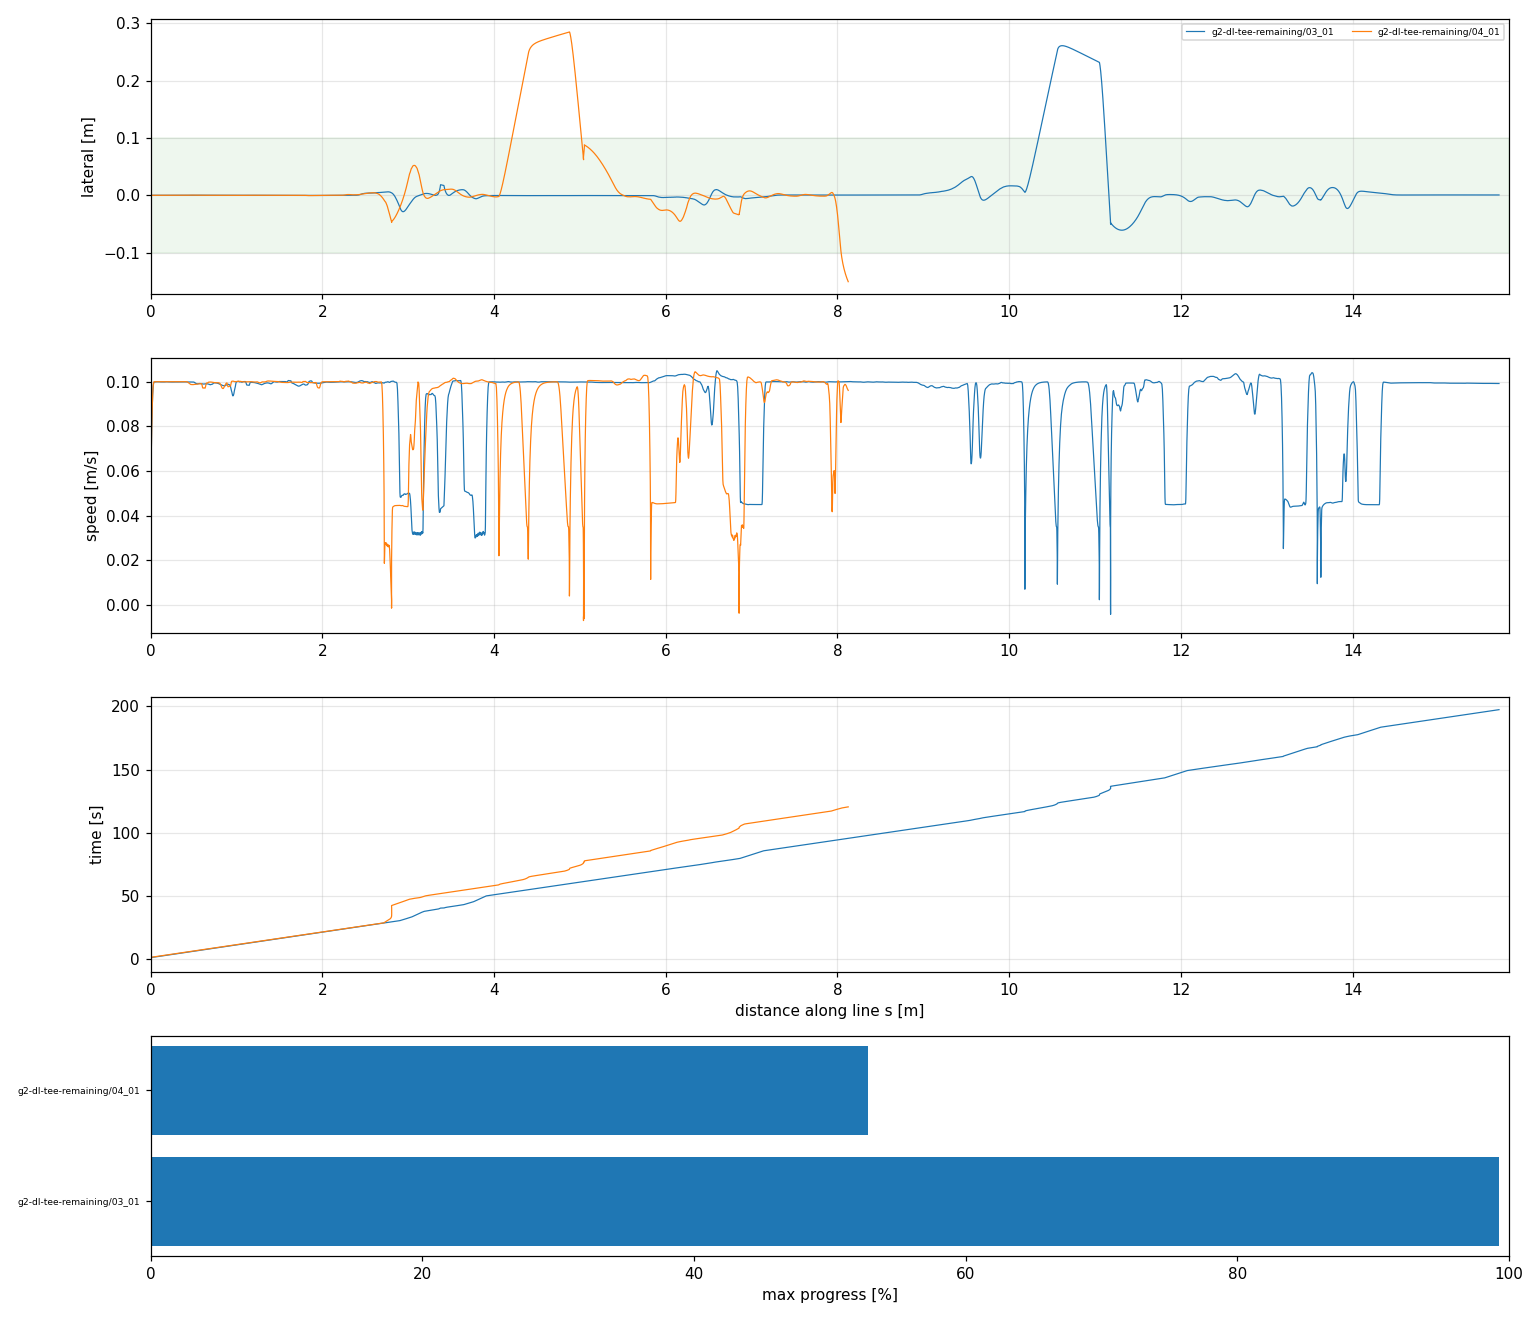 0.3
0.2
0.1
0.0
−0.1
lateral [m]
g2-dl-tee-remaining/03_01 g2-dl-tee-remaining/04_01
0 2 4 6 8 10 12 14
0.10
0.08
0.06
0.04
0.02
0.00
speed [m/s]
0 2 4 6 8 10 12 14
200
150
100
50
0
time [s]
0 2 4 6 8 10 12 14
distance along line s [m]
g2-dl-tee-remaining/04_01
g2-dl-tee-remaining/03_01
0 20 40 60 80 100
max progress [%]